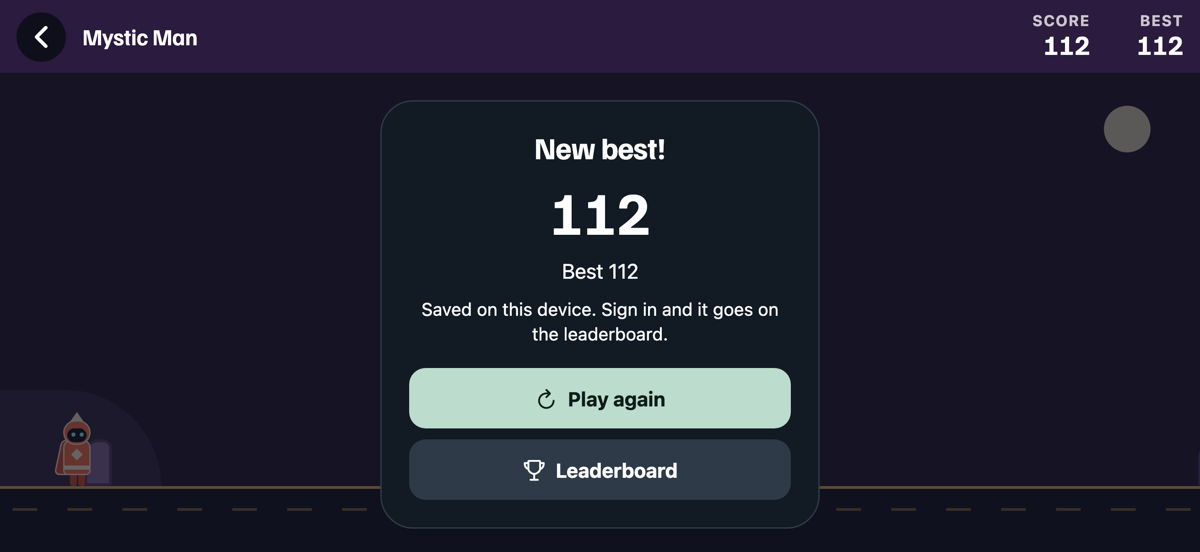 Mystic Man
SCORE
112
BEST
112
New best!
112
Best 112
Saved on this device. Sign in and it goes on
the leaderboard.
Play again
Leaderboard